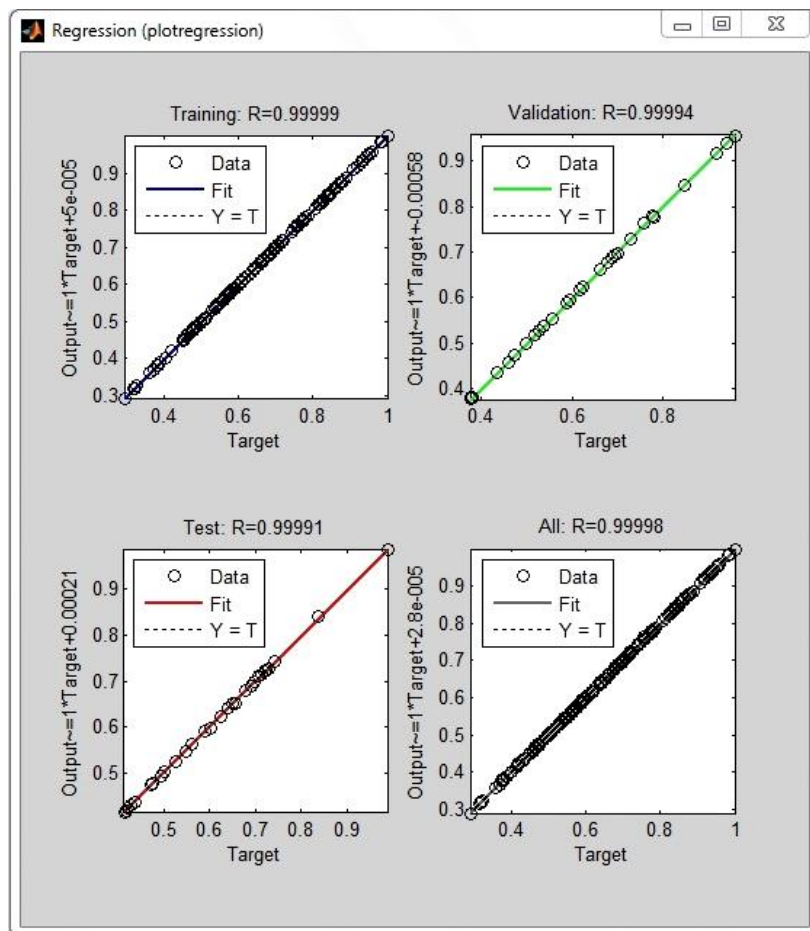 Regression (plotregression)
Training: R=0.99999
Output~=1*Target+5e-005
0.9
0.8
0.7
0.6
0.5
0.4
0.3
Data
Fit
Y = T
0.4 0.6 0.8 1
Target
Validation: R=0.99994
Output~=1*Target+-0.00058
0.9
0.8
0.7
0.6
0.5
0.4
Data
Fit
Y = T
0.4 0.6 0.8
Target
Test: R=0.99991
Output~=1*Target+0.00021
0.9
0.8
0.7
0.6
0.5
Data
Fit
Y = T
0.5 0.6 0.7 0.8 0.9
Target
All: R=0.99998
Output~=1*Target+2.8e-005
0.9
0.8
0.7
0.6
0.5
0.4
0.3
Data
Fit
Y = T
0.4 0.6 0.8 1
Target